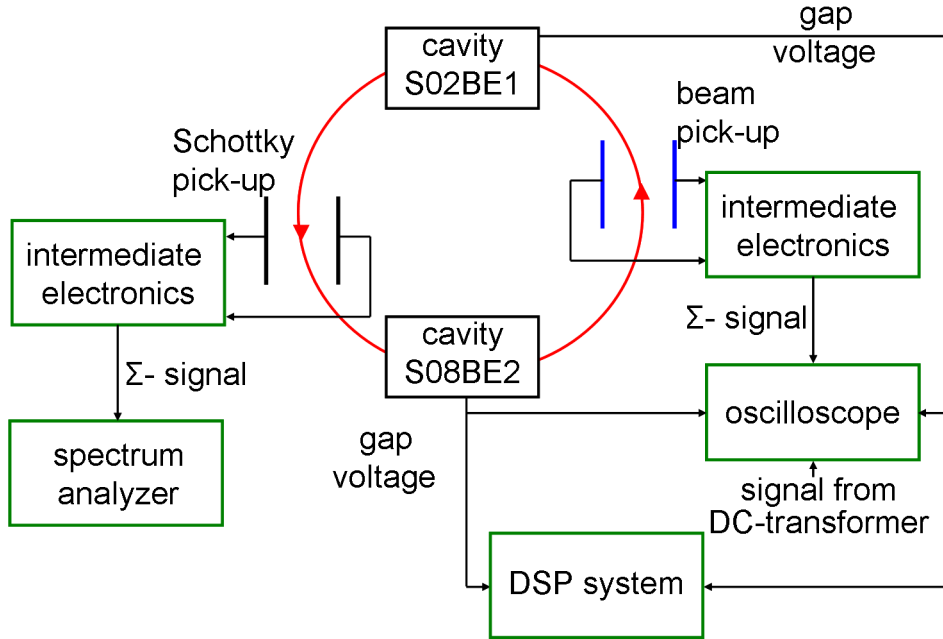 cavity
S02BE1
gap
voltage
Schottky
pick-up
beam
pick-up
intermediate
electronics
intermediate
electronics
Σ- signal
Σ- signal
cavity
S08BE2
oscilloscope
spectrum
analyzer
gap
voltage
signal from
DC-transformer
DSP system